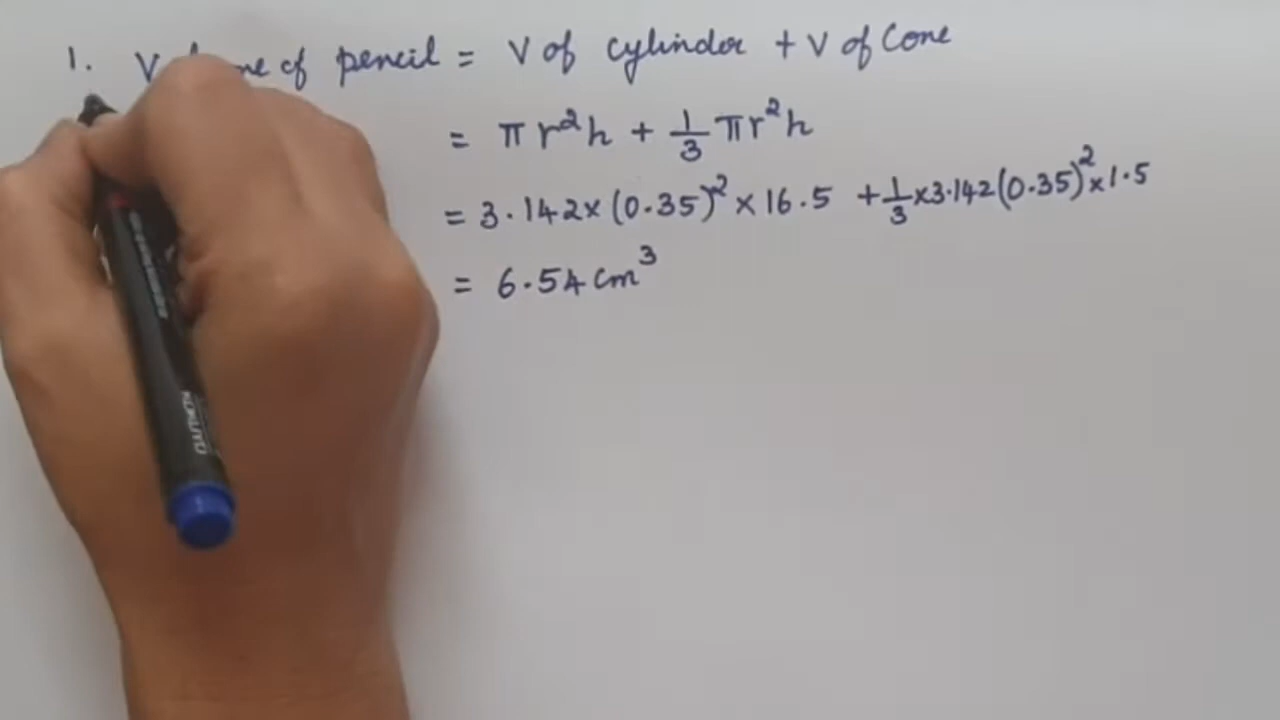 1. of pencil = V of cylinder + V of Cone
= πr²h + 1/3 πr²h
= 3.142 × (0.35)² × 16.5 + 1/3 × 3.142 (0.35)² × 1.5
= 6.54 cm³